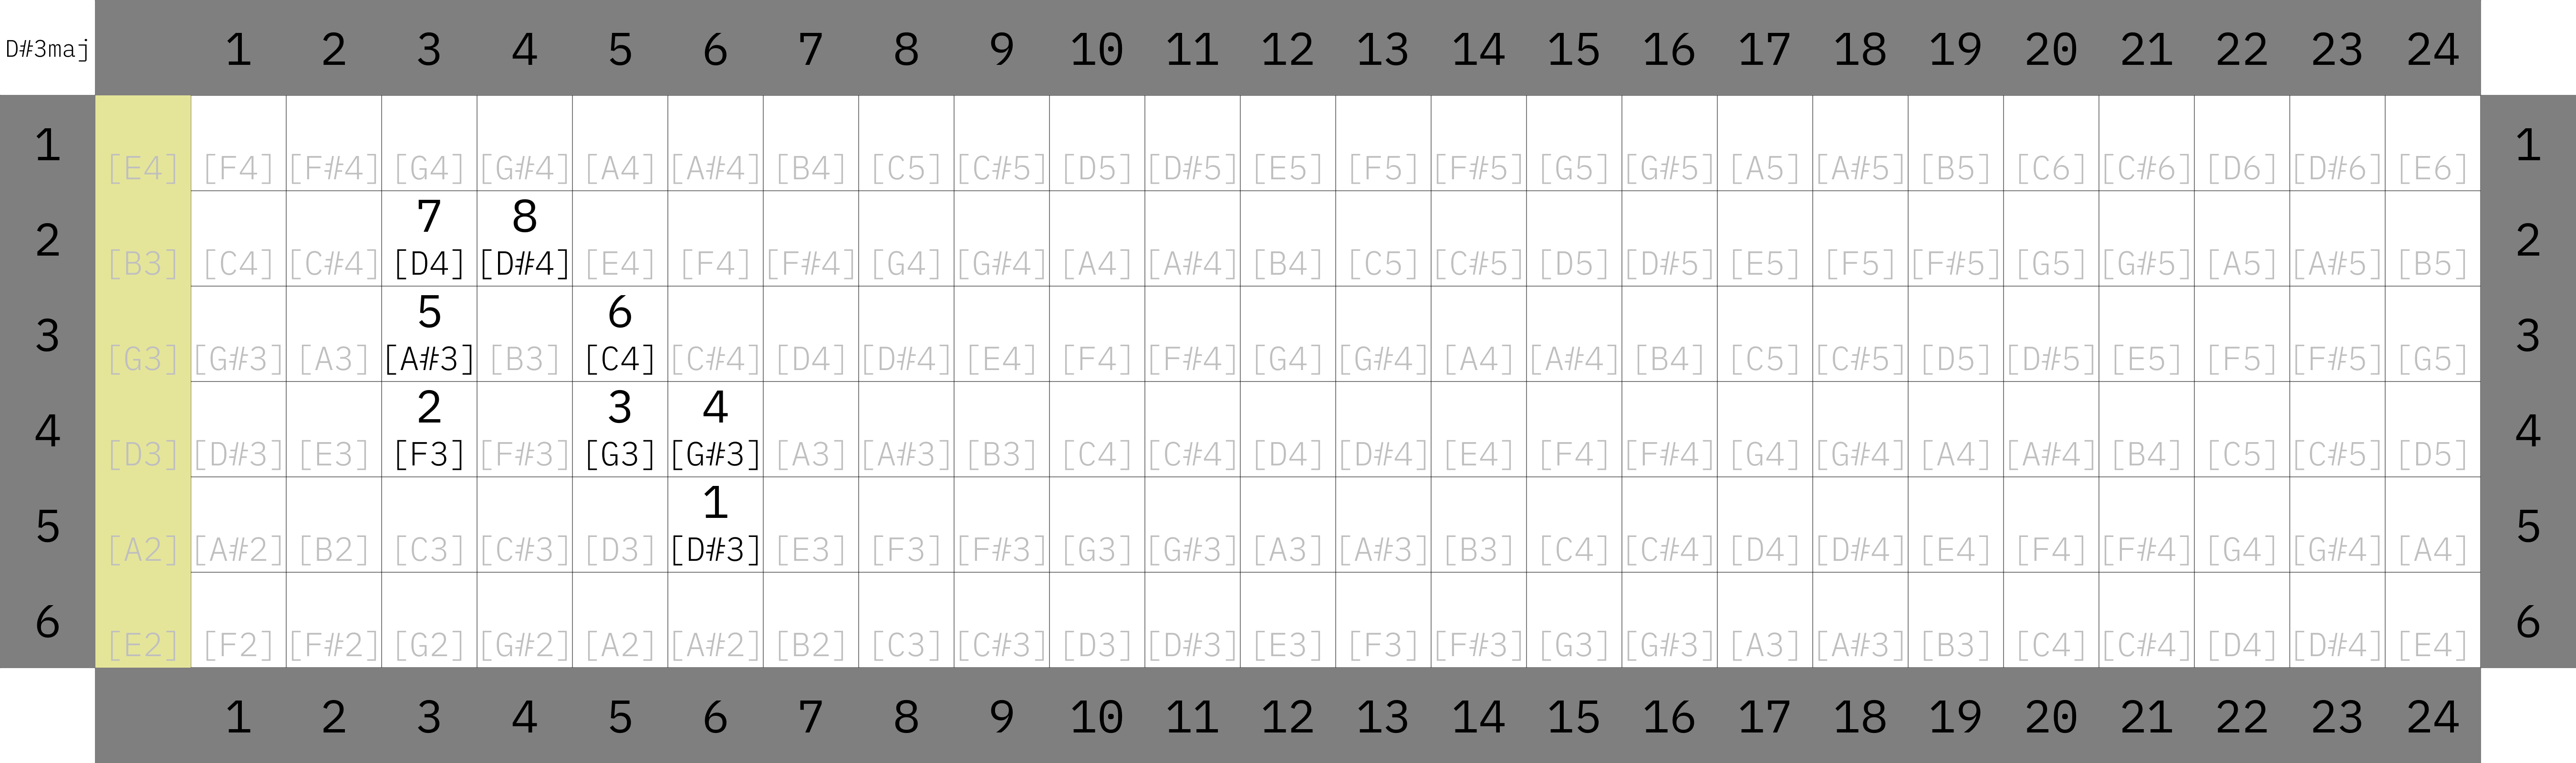 D#3maj 1 2 3 4 5 6 7 8 9 10 11 12 13 14 15 16 17 18 19 20 21 22 23 24
1 [E4] [F4] [F#4] [G4] [G#4] [A4] [A#4] [B4] [C5] [C#5] [D5] [D#5] [E5] [F5] [F#5] [G5] [G#5] [A5] [A#5] [B5] [C6] [C#6] [D6] [D#6] [E6] 1
7 8
2 [B3] [C4] [C#4] [D4] [D#4] [E4] [F4] [F#4] [G4] [G#4] [A4] [A#4] [B4] [C5] [C#5] [D5] [D#5] [E5] [F5] [F#5] [G5] [G#5] [A5] [A#5] [B5] 2
5 6
3 [G3] [G#3] [A3] [A#3] [B3] [C4] [C#4] [D4] [D#4] [E4] [F4] [F#4] [G4] [G#4] [A4] [A#4] [B4] [C5] [C#5] [D5] [D#5] [E5] [F5] [F#5] [G5] 3
2 3 4
4 [D3] [D#3] [E3] [F3] [F#3] [G3] [G#3] [A3] [A#3] [B3] [C4] [C#4] [D4] [D#4] [E4] [F4] [F#4] [G4] [G#4] [A4] [A#4] [B4] [C5] [C#5] [D5] 4
1
5 [A2] [A#2] [B2] [C3] [C#3] [D3] [D#3] [E3] [F3] [F#3] [G3] [G#3] [A3] [A#3] [B3] [C4] [C#4] [D4] [D#4] [E4] [F4] [F#4] [G4] [G#4] [A4] 5
6 [E2] [F2] [F#2] [G2] [G#2] [A2] [A#2] [B2] [C3] [C#3] [D3] [D#3] [E3] [F3] [F#3] [G3] [G#3] [A3] [A#3] [B3] [C4] [C#4] [D4] [D#4] [E4] 6
1 2 3 4 5 6 7 8 9 10 11 12 13 14 15 16 17 18 19 20 21 22 23 24